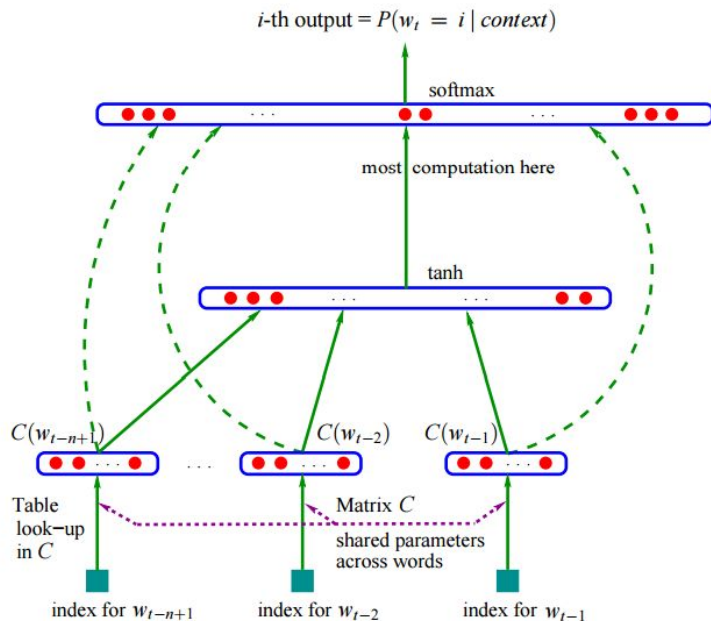 i-th output = P(w_t = i | context)
softmax
. . .
. . .
most computation here
tanh
. . .
. . .
C(w_{t−n+1})
C(w_{t−2})
C(w_{t−1})
. . .
. . .
. . .
. . .
Table
look−up
in C
Matrix C
shared parameters
across words
index for w_{t−n+1}
index for w_{t−2}
index for w_{t−1}